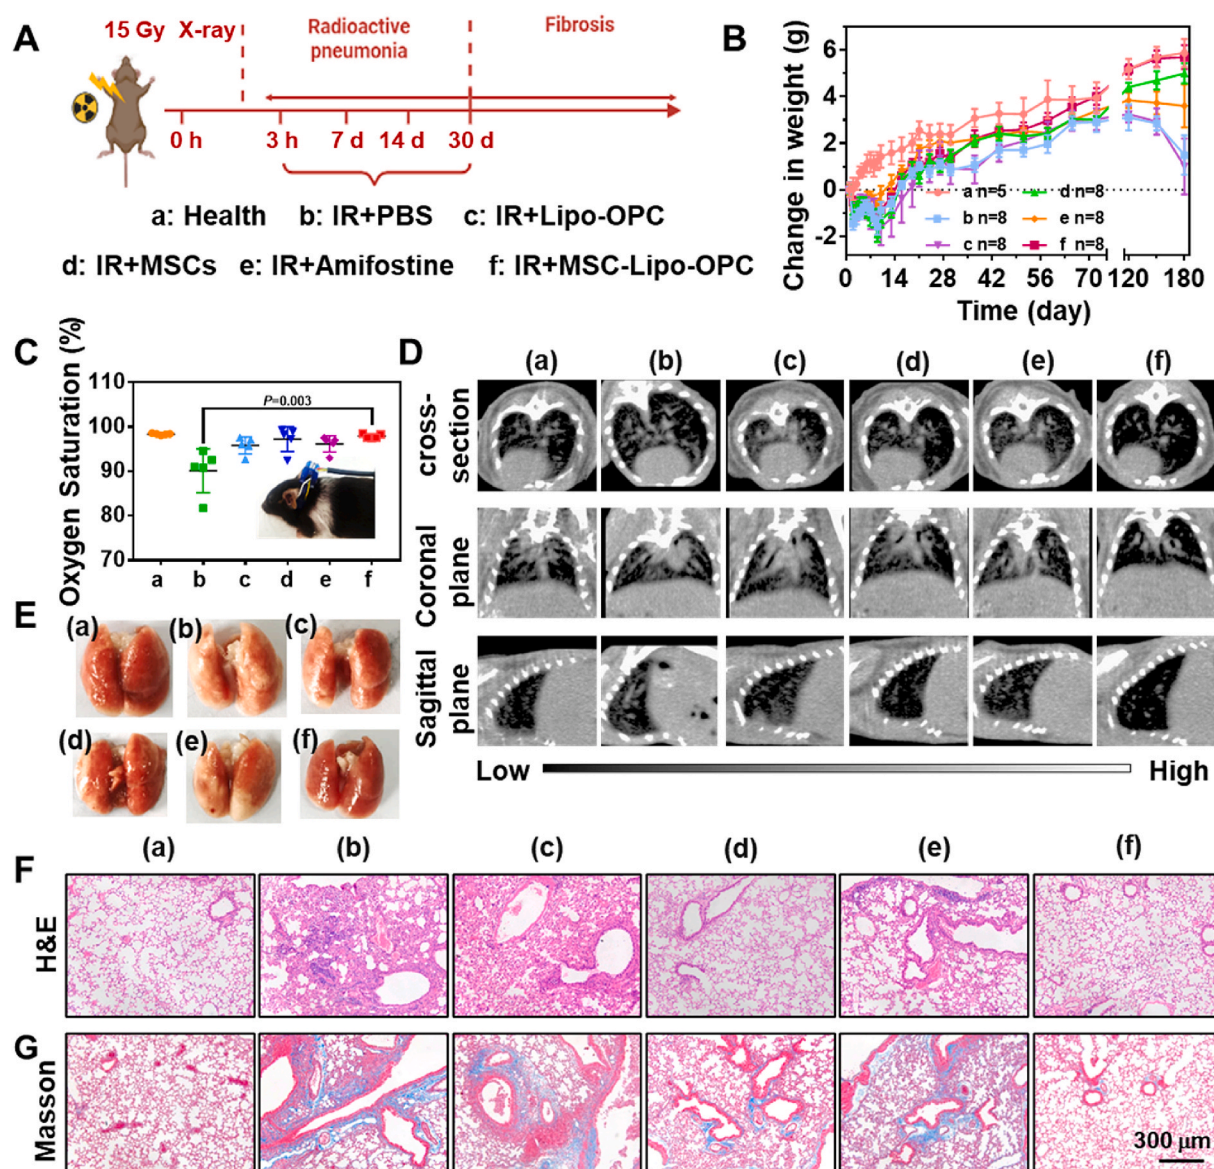 A
15 Gy X-ray
Radioactive pneumonia
Fibrosis
0 h
3 h
7 d
14 d
30 d
a: Health b: IR+PBS c: IR+Lipo-OPC
d: IR+MSCs e: IR+Amifostine f: IR+MSC-Lipo-OPC
B
Change in weight (g)
6
4
2
0
-2
a n=5
b n=8
c n=8
d n=8
e n=8
f n=8
0 14 28 42 56 70 120 180
Time (day)
C
Oxygen Saturation (%)
110
100
90
80
70
P=0.003
a b c d e f
D
(a) (b) (c) (d) (e) (f)
cross-section
Coronal plane
Sagittal plane
Low High
E
(a) (b) (c)
(d) (e) (f)
(a) (b) (c) (d) (e) (f)
F
H&E
G
Masson
300 μm